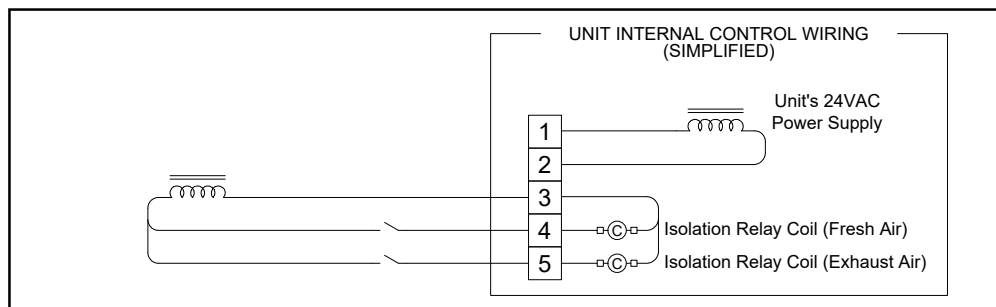 UNIT INTERNAL CONTROL WIRING
(SIMPLIFIED)
Unit's 24VAC
Power Supply
1
2
3
4
C
Isolation Relay Coil (Fresh Air)
5
C
Isolation Relay Coil (Exhaust Air)